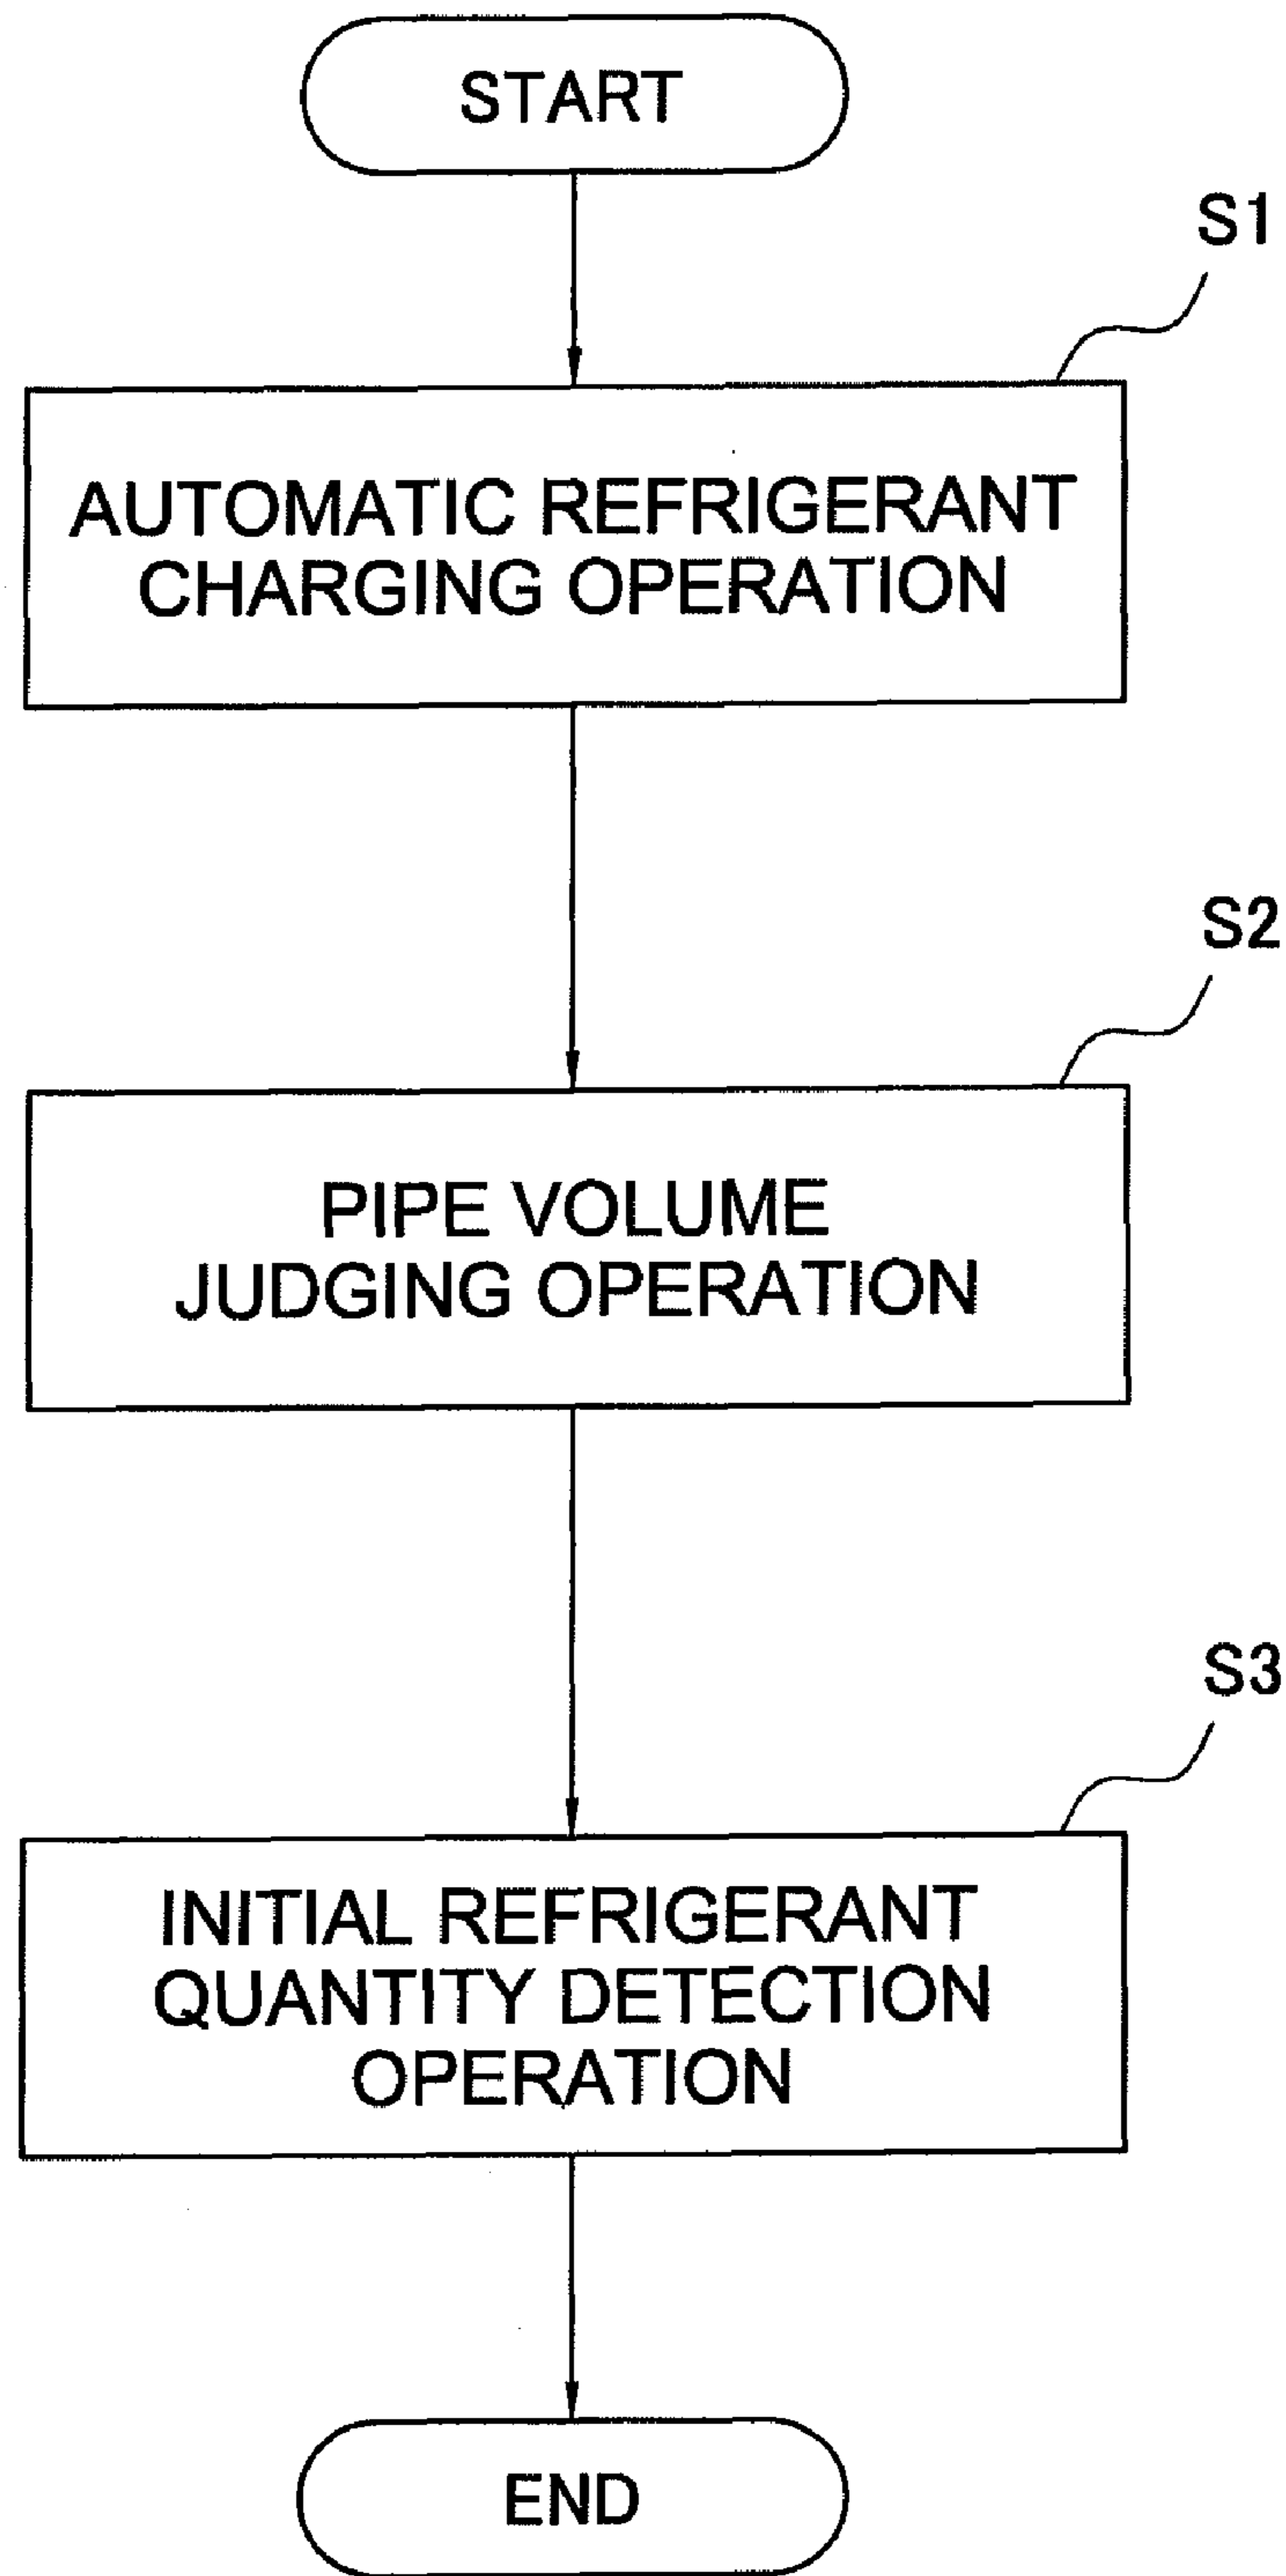 START
S1
AUTOMATIC REFRIGERANT
CHARGING OPERATION
S2
PIPE VOLUME
JUDGING OPERATION
S3
INITIAL REFRIGERANT
QUANTITY DETECTION
OPERATION
END